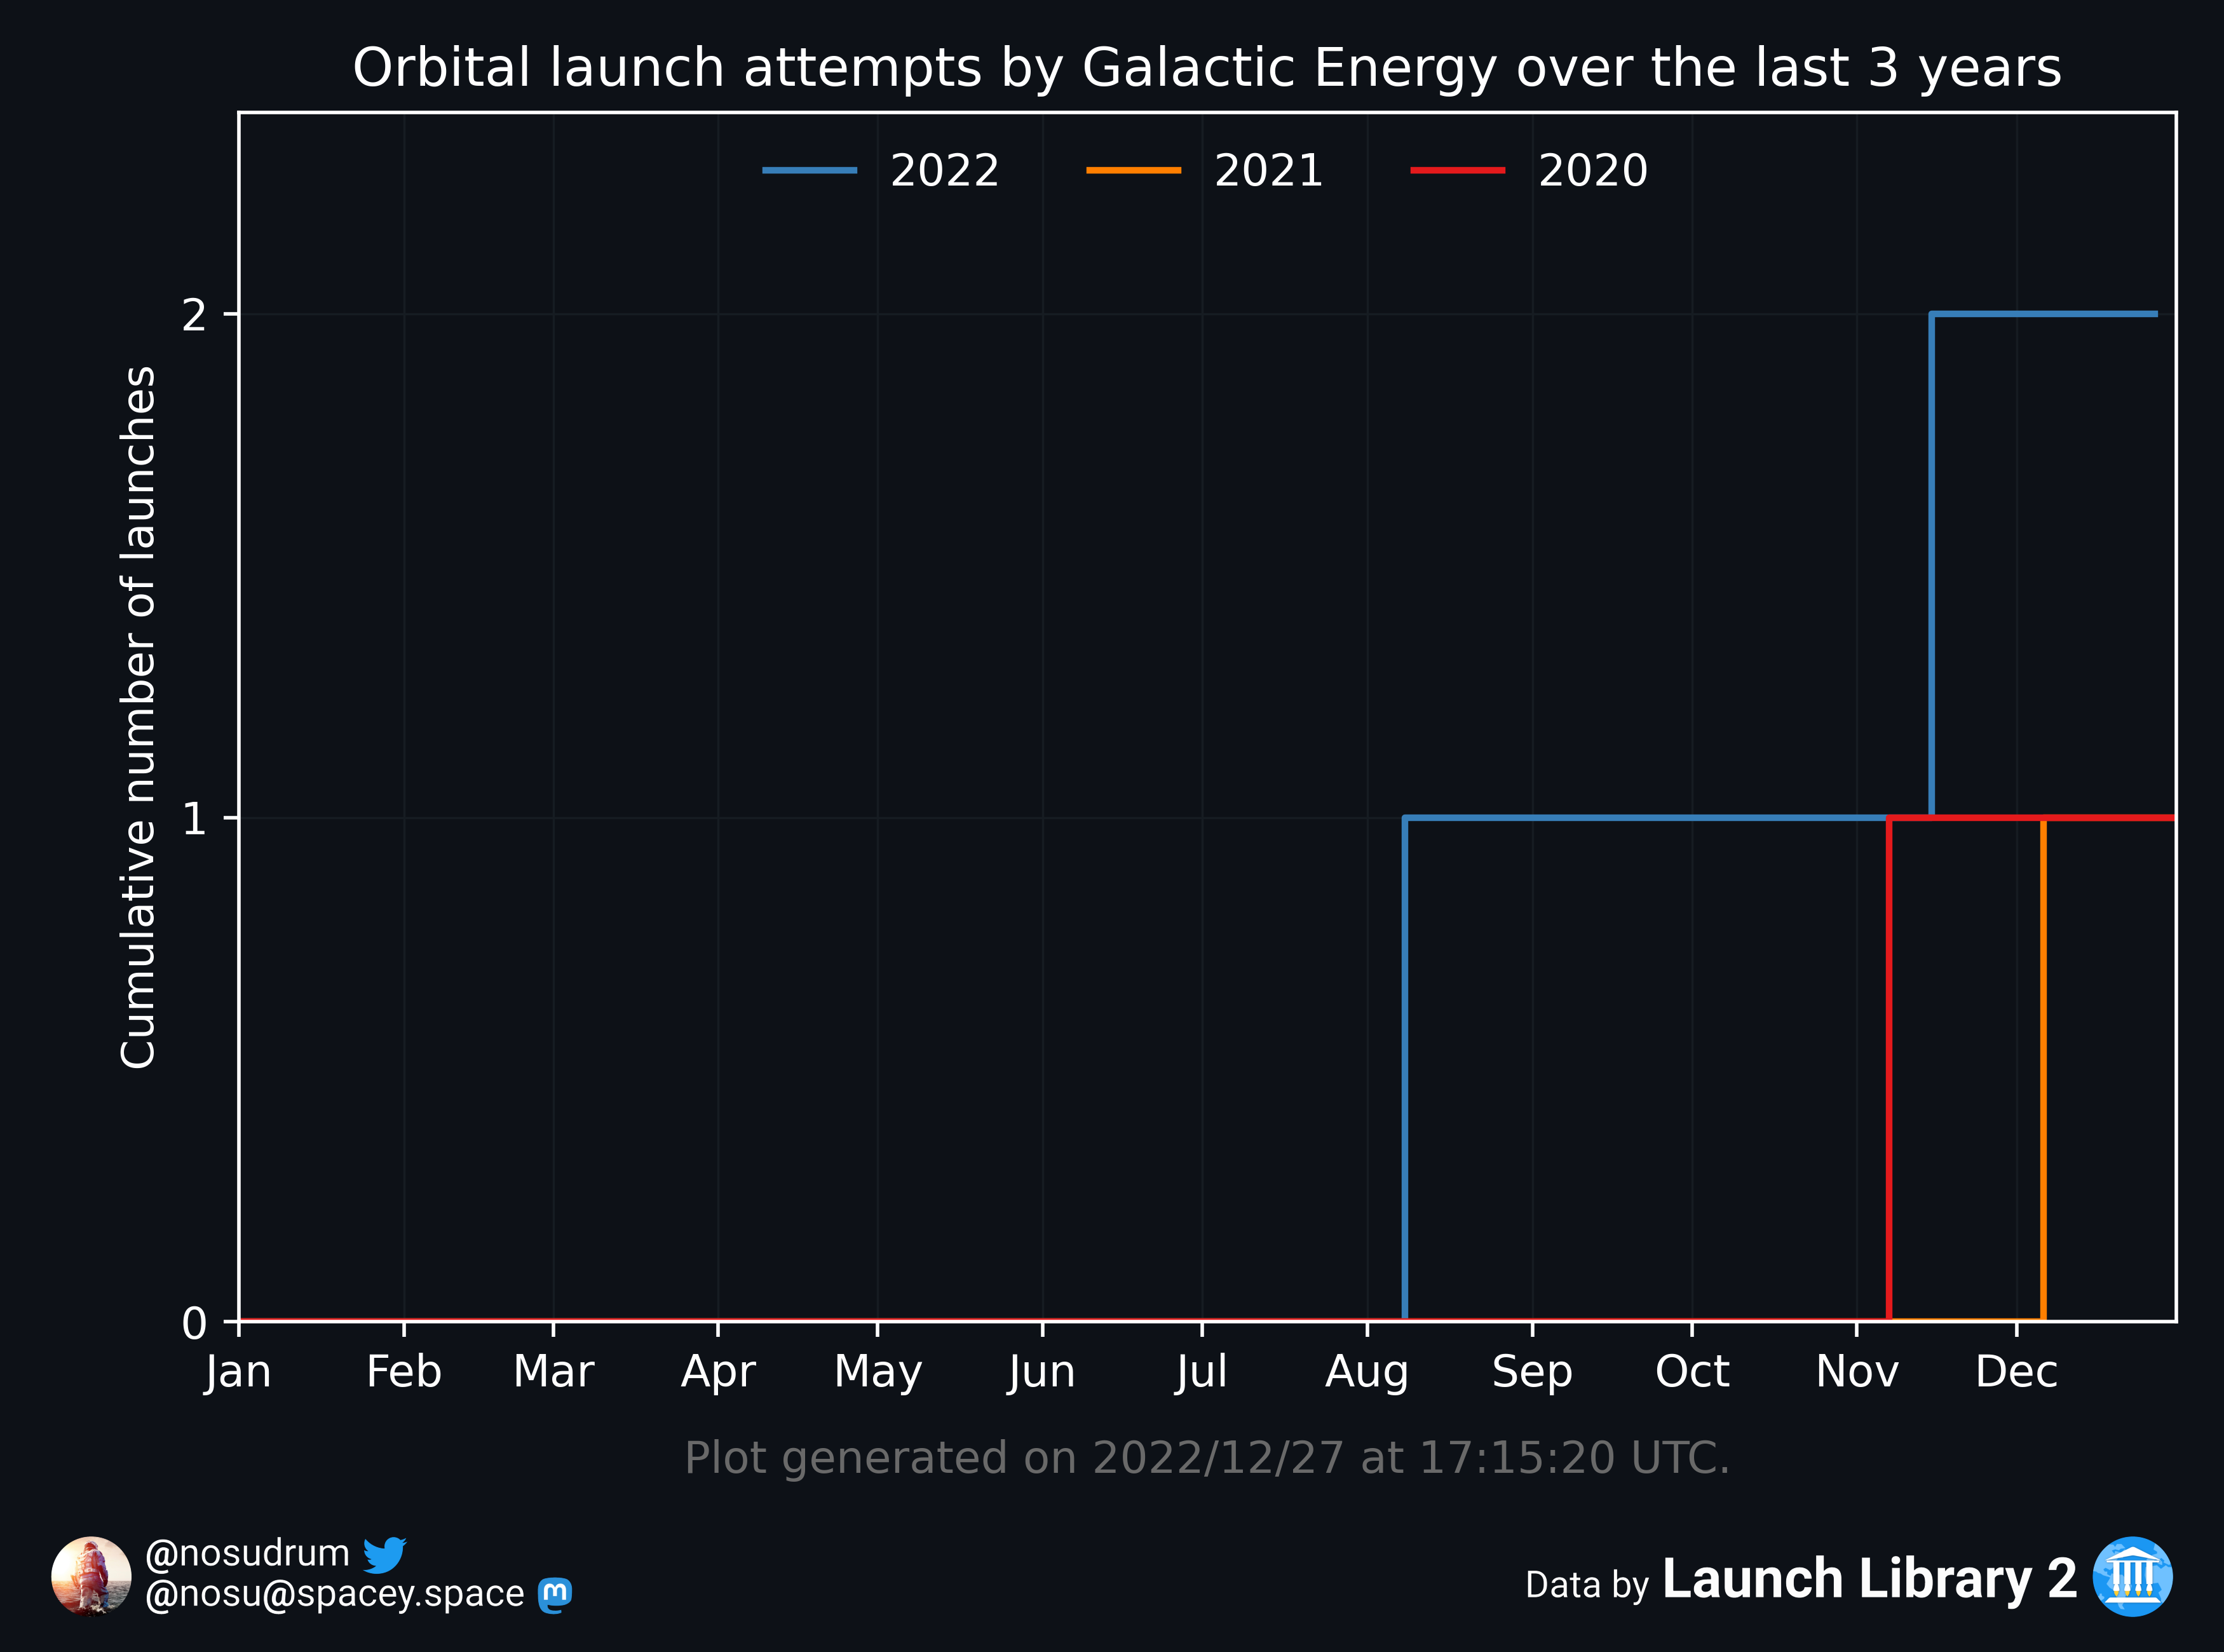 Orbital launch attempts by Galactic Energy over the last 3 years
2022 2021 2020
Cumulative number of launches
2
1
0
Jan Feb Mar Apr May Jun Jul Aug Sep Oct Nov Dec
Plot generated on 2022/12/27 at 17:15:20 UTC.
@nosudrum
@nosu@spacey.space
Data by Launch Library 2